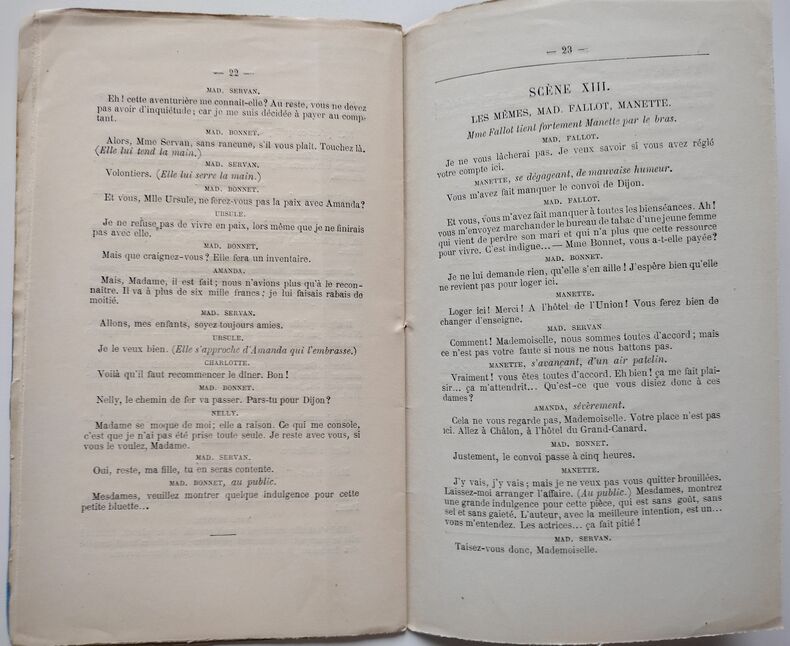 — 22 —
MAD. SERVAN.
Eh ! cette aventurière me connait-elle? Au reste, vous ne devez
pas avoir d'inquiétude; car je me suis décidée à payer au comp-
tant.
MAD. BONNET.
Alors, Mme Servan, sans rancune, s'il vous plaît. Touchez là.
(Elle lui tend la main.)
MAD. SERVAN.
Volontiers. (Elle lui serre la main.)
MAD. BONNET.
Et vous, Mlle Ursule, ne ferez-vous pas la paix avec Amanda?
URSULE.
Je ne refuse pas de vivre en paix, lors même que je ne finirais
pas avec elle.
MAD. BONNET.
Mais que craignez-vous ? Elle fera un inventaire.
AMANDA.
Mais, Madame, il est fait ; nous n'avions plus qu'à le recon-
naître. Il va à plus de six mille francs ; je lui faisais rabais de
moitié.
MAD. SERVAN.
Allons, mes enfants, soyez toujours amies.
URSULE.
Je le veux bien. (Elle s'approche d'Amanda qui l'embrasse.)
CHARLOTTE.
Voilà qu'il faut recommencer le dîner. Bon !
MAD. BONNET.
Nelly, le chemin de fer va passer. Pars-tu pour Dijon?
NELLY.
Madame se moque de moi; elle a raison. Ce qui me console,
c'est que je n'ai pas été prise toute seule. Je reste avec vous, si
vous le voulez, Madame.
MAD. SERVAN.
Oui, reste, ma fille, tu en seras contente.
MAD. BONNET, au public.
Mesdames, veuillez montrer quelque indulgence pour cette
petite bluette...
— 23 —
SCÈNE XIII.
LES MÊMES, MAD. FALLOT, MANETTE.
Mme Fallot tient fortement Manette par le bras.
MAD. FALLOT.
Je ne vous lâcherai pas. Je veux savoir si vous avez réglé
votre compte ici.
MANETTE, se dégageant, de mauvaise humeur.
Vous m'avez fait manquer le convoi de Dijon.
MAD. FALLOT.
Et vous, vous m'avez fait manquer à toutes les bienséances. Ah !
vous m'envoyez marchander le bureau de tabac d'une jeune femme
qui vient de perdre son mari et qui n'a plus que cette ressource
pour vivre. C'est indigne... — Mme Bonnet, vous a-t-elle payée?
MAD. BONNET.
Je ne lui demande rien, qu'elle s'en aille ! J'espère bien qu'elle
ne revient pas pour loger ici.
MANETTE.
Loger ici ! Merci ! A l'hôtel de l'Union ! Vous ferez bien de
changer d'enseigne.
MAD. SERVAN
Comment ! Mademoiselle, nous sommes toutes d'accord ; mais
ce n'est pas votre faute si nous ne nous battons pas.
MANETTE, s'avançant, d'un air patelin.
Vraiment ! vous êtes toutes d'accord. Eh bien ! ça me fait plai-
sir... ça m'attendrit... Qu'est-ce que vous disiez donc à ces
dames?
AMANDA, sévèrement.
Cela ne vous regarde pas, Mademoiselle. Votre place n'est pas
ici. Allez à Châlon, à l'hôtel du Grand-Canard.
MAD. BONNET.
Justement, le convoi passe à cinq heures.
MANETTE.
J'y vais, j'y vais ; mais je ne veux pas vous quitter brouillées.
Laissez-moi arranger l'affaire. (Au public.) Mesdames, montrez
une grande indulgence pour cette pièce, qui est sans goût, sans
sel et sans gaieté. L'auteur, avec la meilleure intention, est un...
vous m'entendez. Les actrices... ça fait pitié !
MAD. SERVAN.
Taisez-vous donc, Mademoiselle.